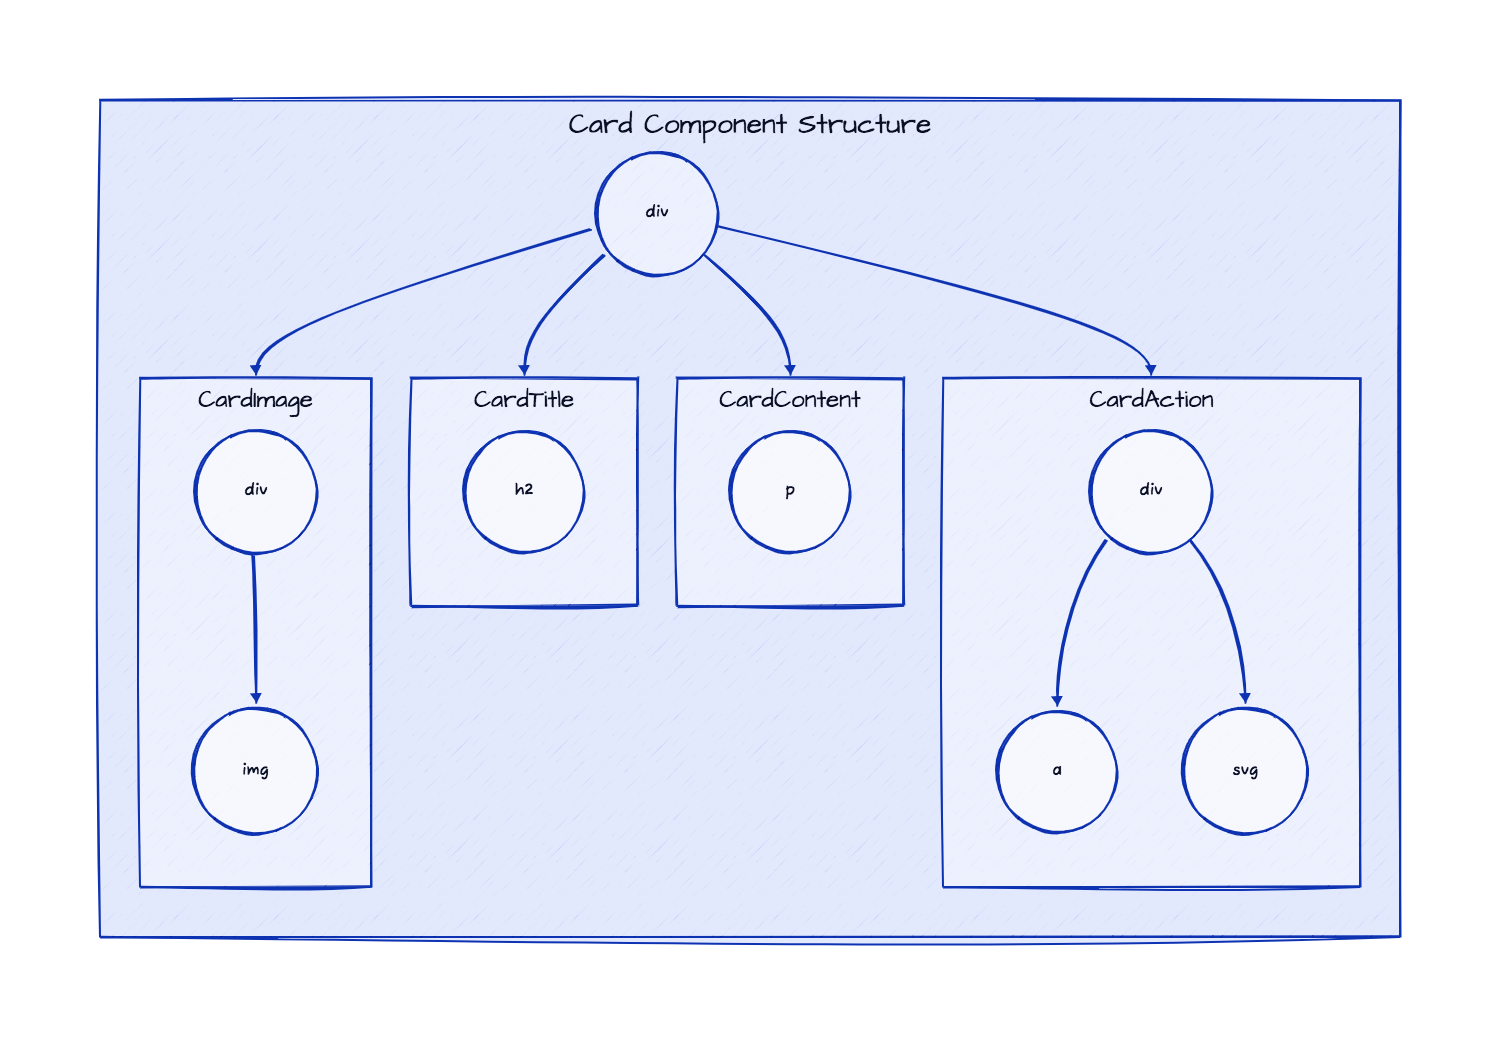 Card Component Structure
div
CardImage
CardTitle
CardContent
CardAction
div
h2
p
div
img
a
svg